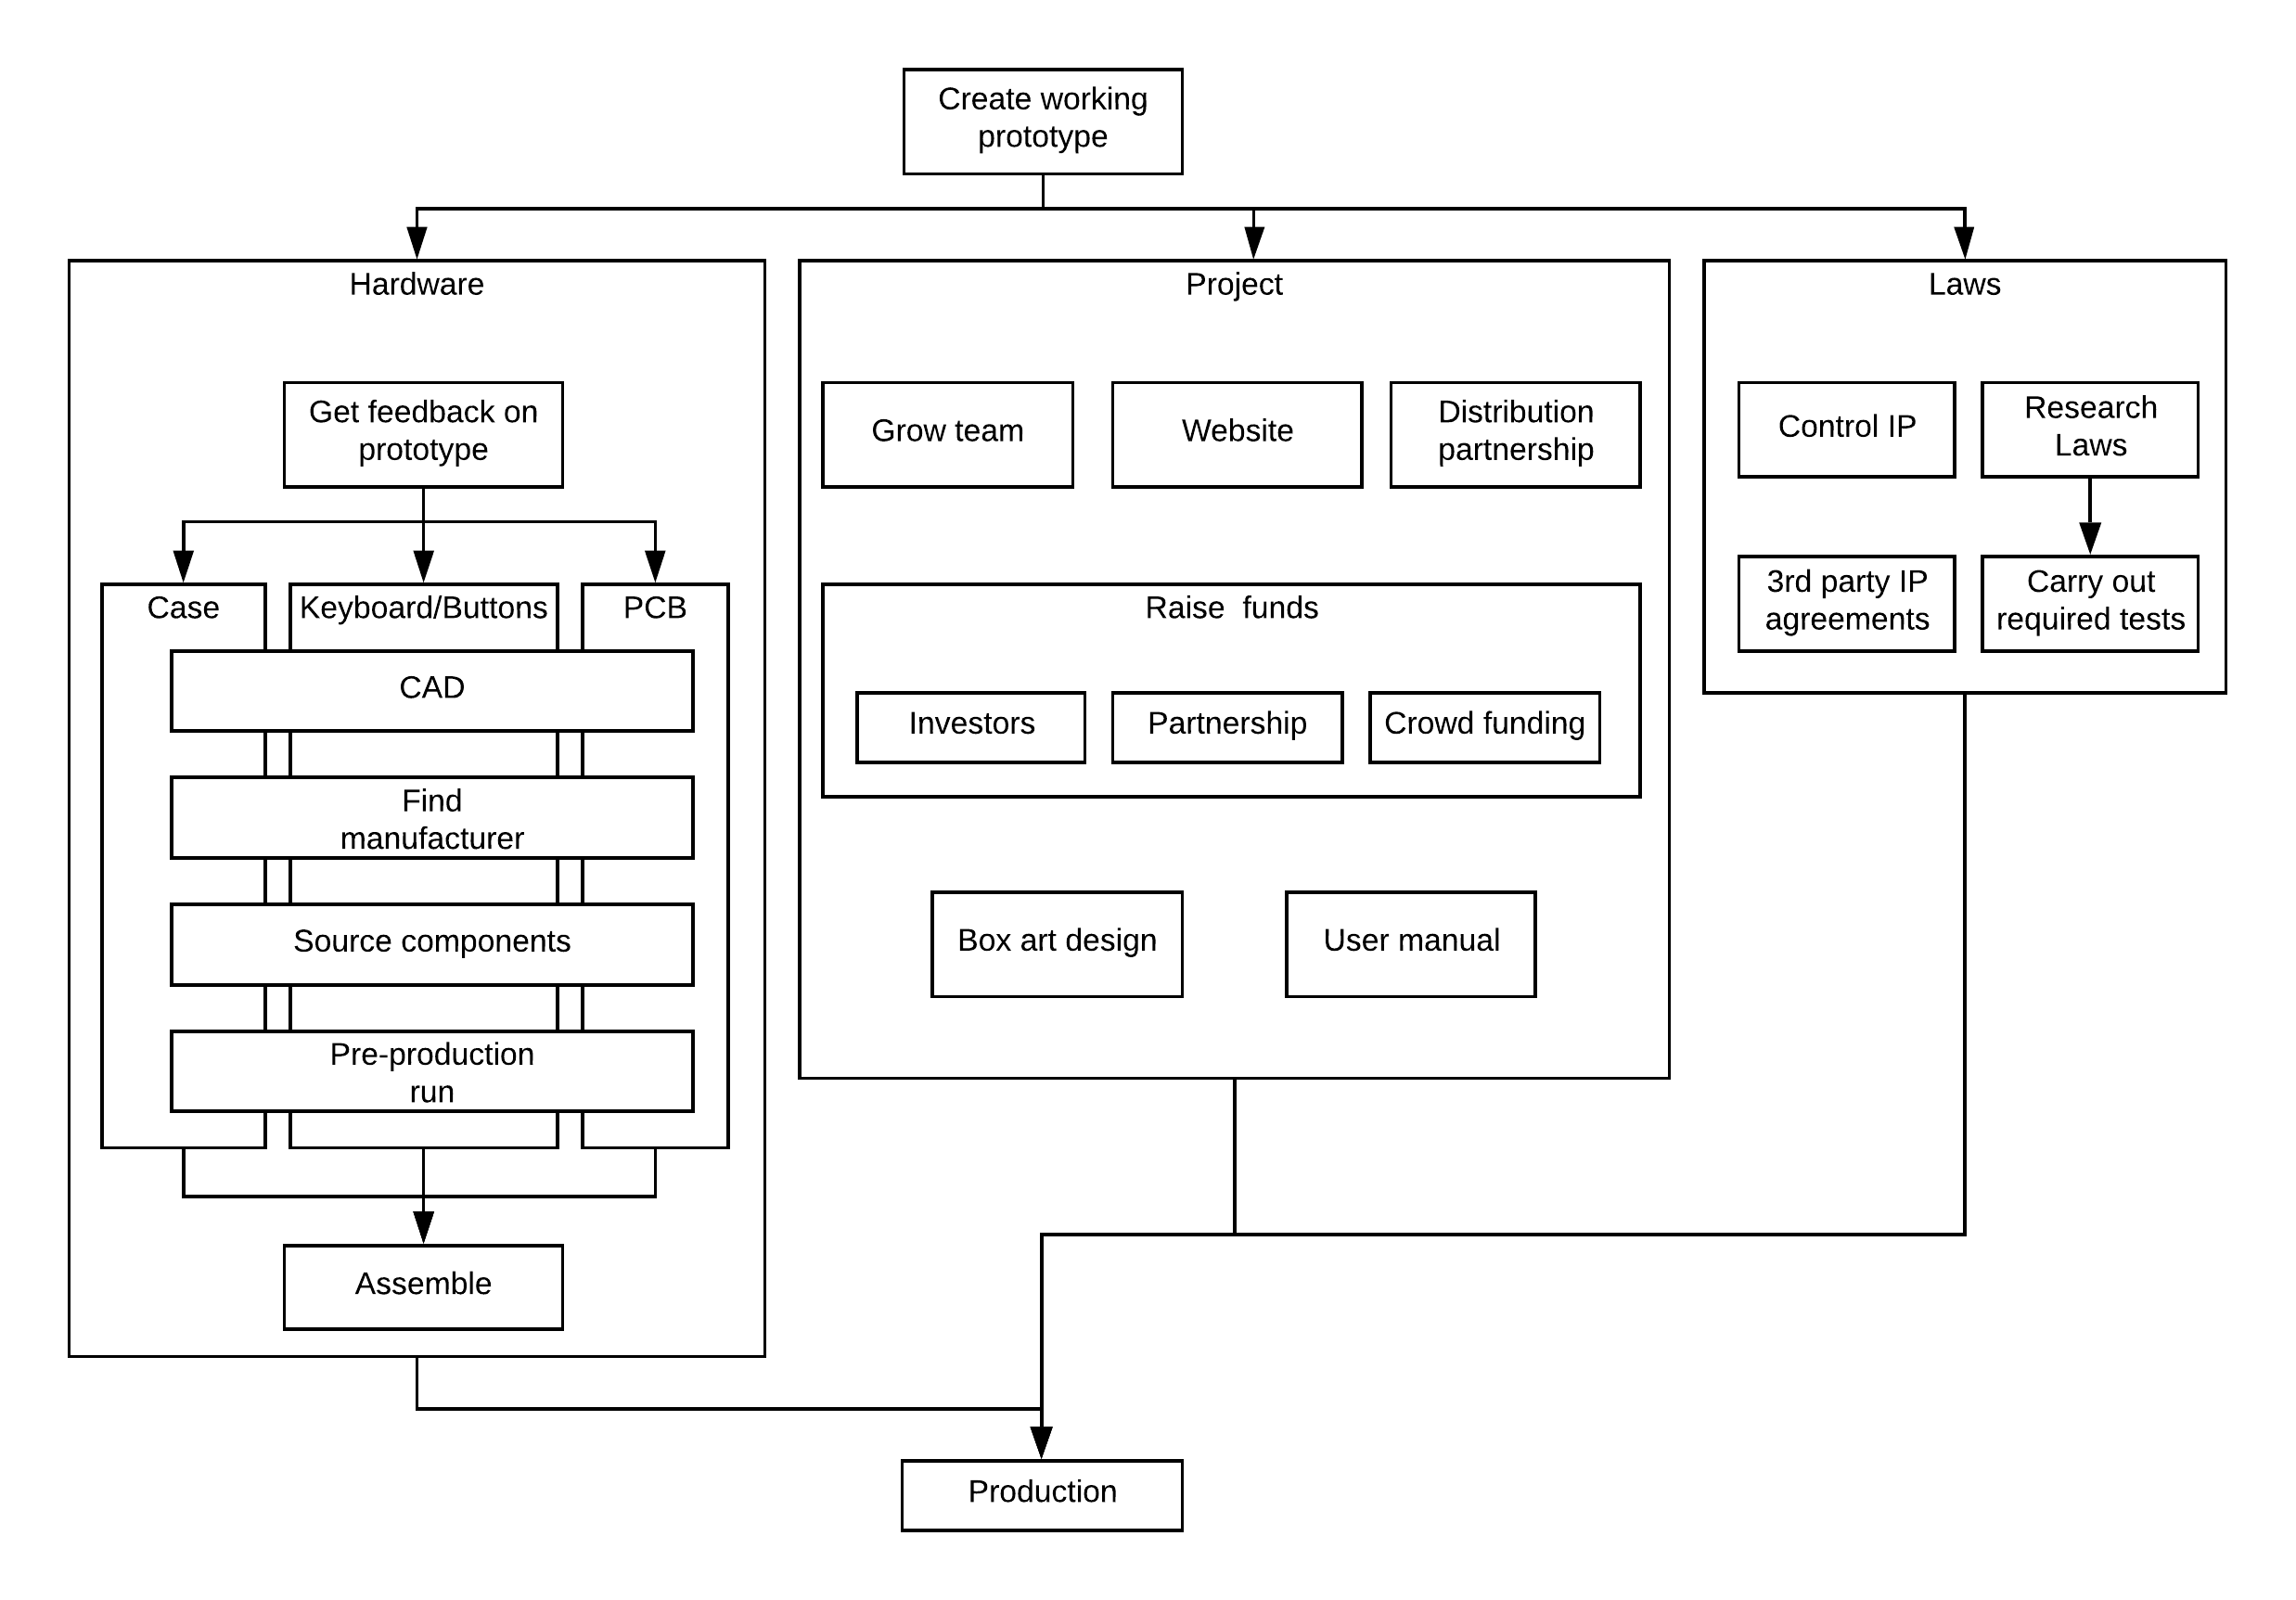 Create working
prototype
Hardware
Get feedback on
prototype
Case
Keyboard/Buttons
PCB
CAD
Find
manufacturer
Source components
Pre-production
run
Assemble
Project
Grow team
Website
Distribution
partnership
Raise  funds
Investors
Partnership
Crowd funding
Box art design
User manual
Laws
Control IP
Research
Laws
3rd party IP
agreements
Carry out
required tests
Production